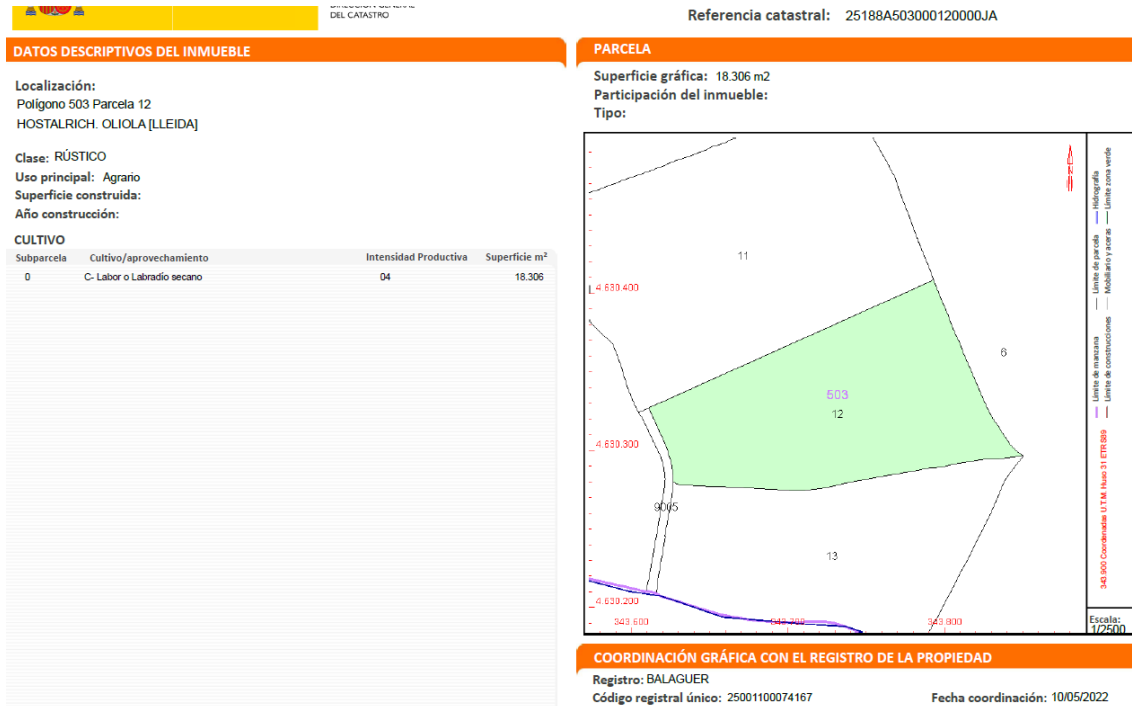 DEL CATASTRO
Referencia catastral: 25188A503000120000JA
DATOS DESCRIPTIVOS DEL INMUEBLE
Localización:
Polígono 503 Parcela 12
HOSTALRICH. OLIOLA [LLEIDA]
Clase: RÚSTICO
Uso principal: Agrario
Superficie construida:
Año construcción:
CULTIVO
Subparcela Cultivo/aprovechamiento Intensidad Productiva Superficie m²
0 C- Labor o Labradío secano 04 18.306
PARCELA
Superficie gráfica: 18.306 m2
Participación del inmueble:
Tipo:
11
4.630.400
6
503
12
4.630.300
9005
13
4.630.200
343.600
343.800
Límite de manzana Límite de parcela Hidrografía
Límite de construcciones Mobiliario y aceras Límite zona verde
343.900 Coordenadas U.T.M. Huso 31 ETRS89
Escala:
1/2500
COORDINACIÓN GRÁFICA CON EL REGISTRO DE LA PROPIEDAD
Registro: BALAGUER
Código registral único: 25001100074167 Fecha coordinación: 10/05/2022